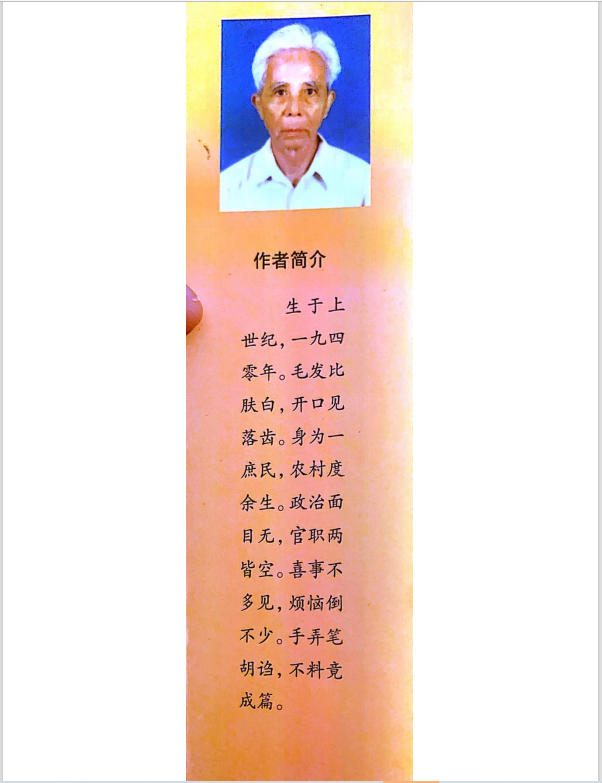 作者简介
生于上
世纪，一九四
零年。毛发比
肤白，开口见
落齿。身为一
庶民，农村度
余生。政治面
目无，官职两
皆空。喜事不
多见，烦恼倒
不少。手弄笔
胡诌，不料竟
成篇。